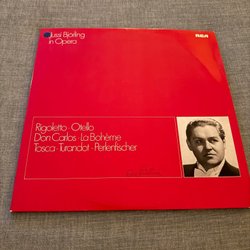 Jussi Björling
in Opera
RCA
Rigoletto · Otello
Don Carlos · La Bohème
Tosca · Turandot · Perlenfischer